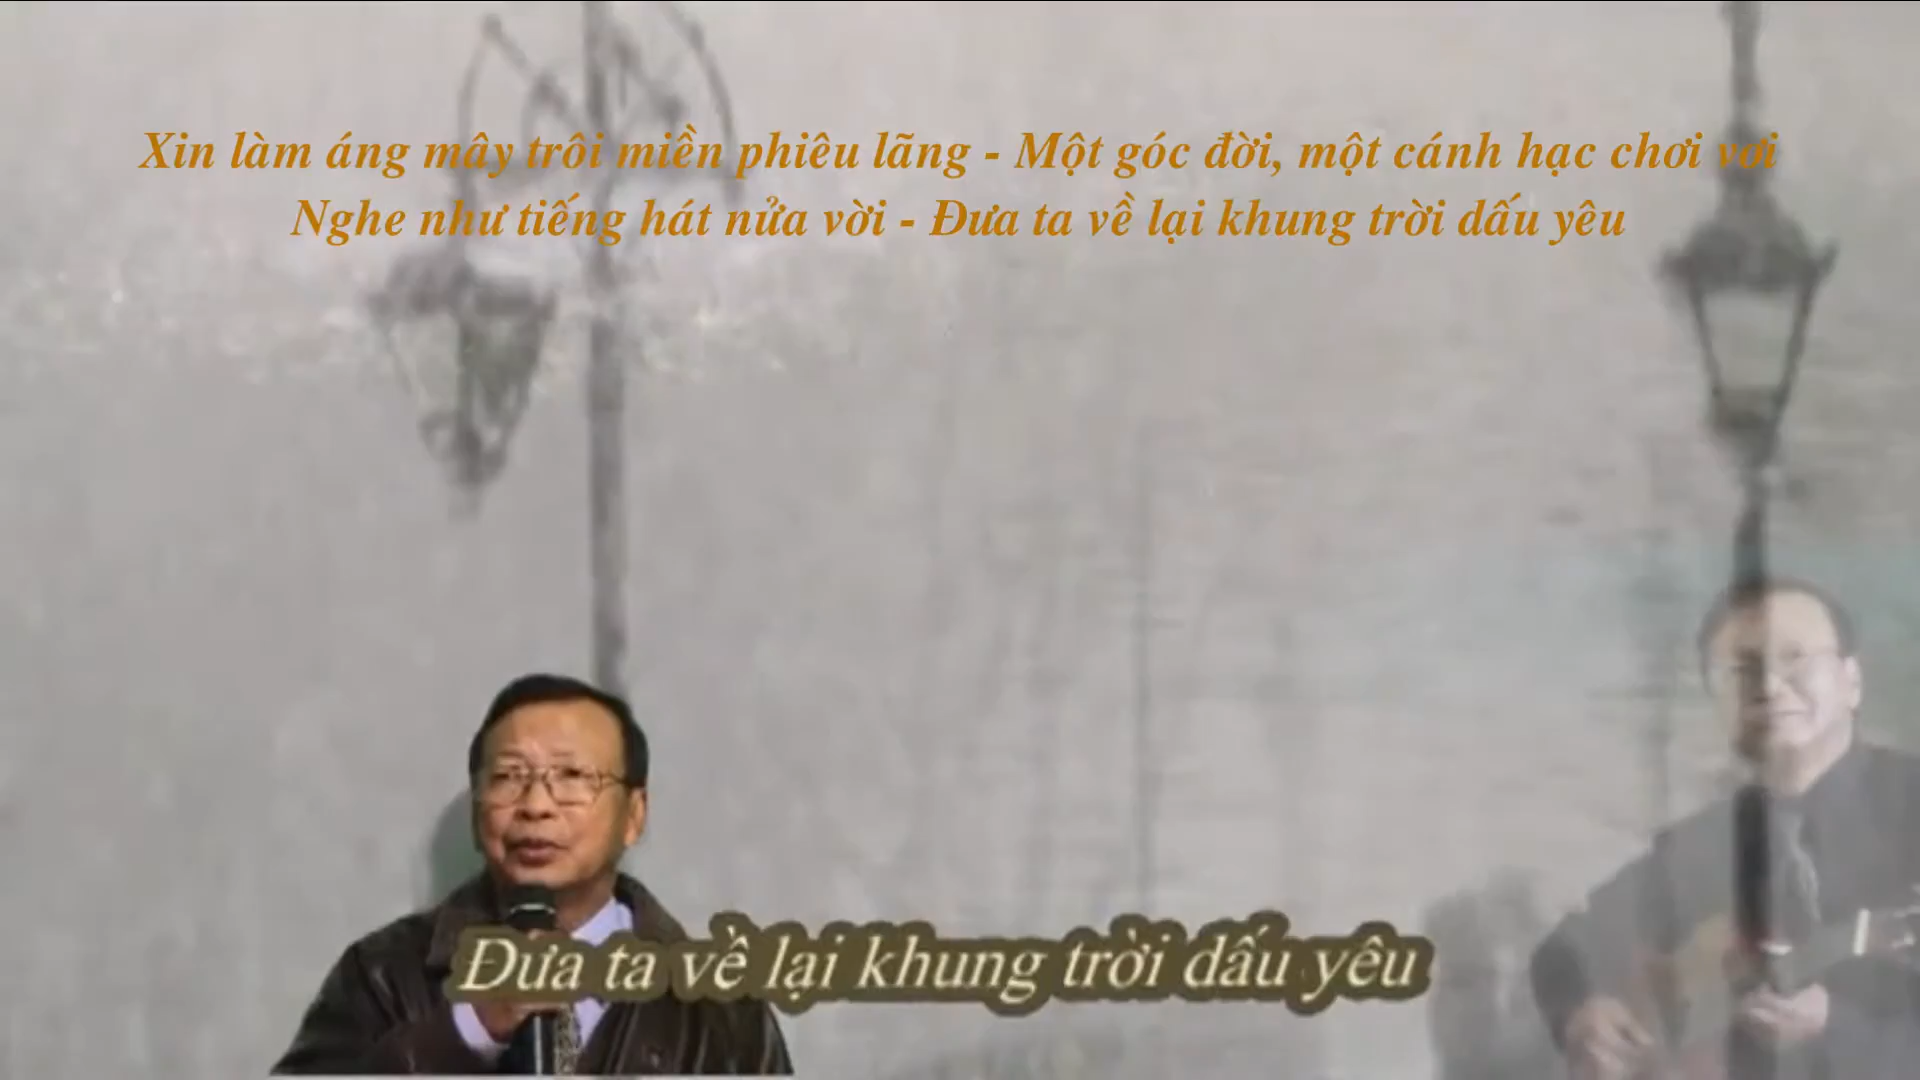 Xin làm áng mây trôi miền phiêu lãng - Một góc đời, một cánh hạc chơi vơi
Nghe như tiếng hát nửa vời - Đưa ta về lại khung trời dấu yêu
Đưa ta về lại khung trời dấu yêu